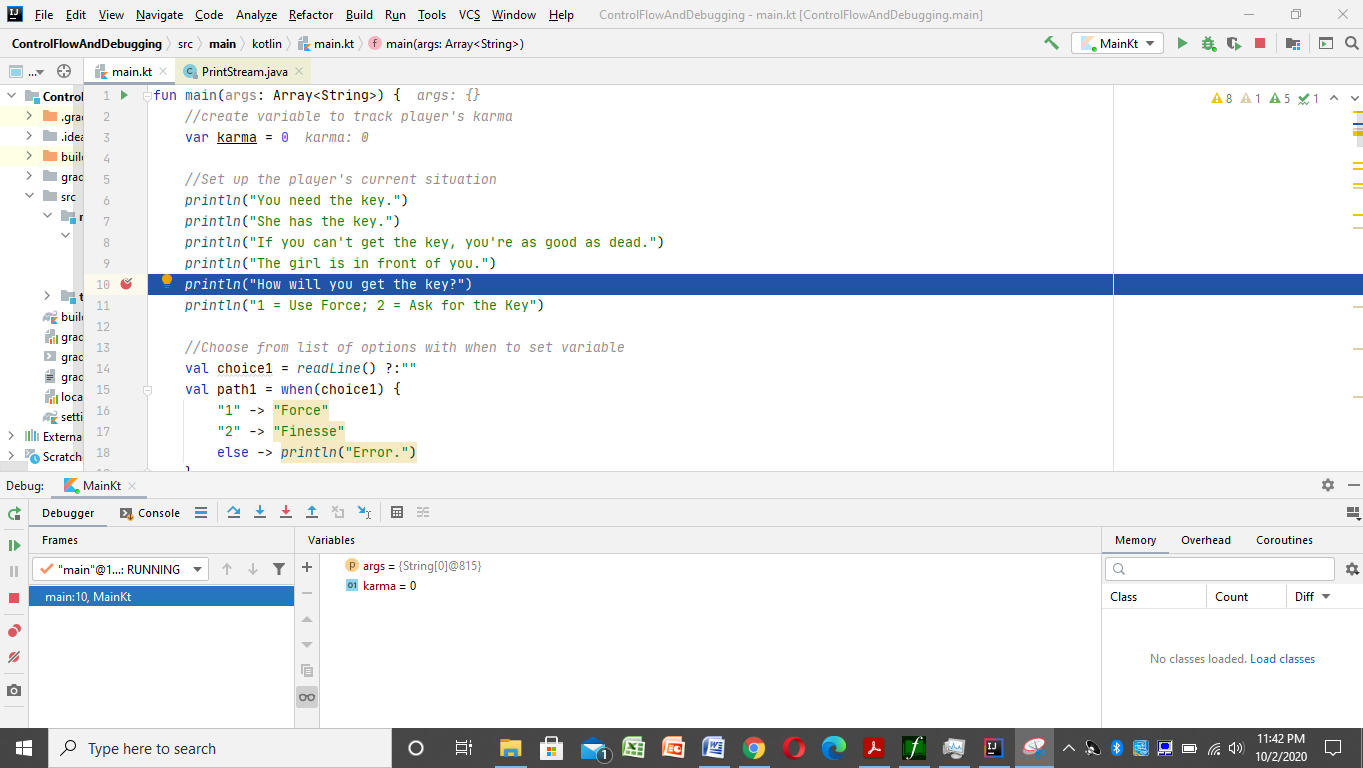 File Edit View Navigate Code Analyze Refactor Build Run Tools VCS Window Help ControlFlowAndDebugging - main.kt [ControlFlowAndDebugging.main]
ControlFlowAndDebugging src main kotlin main.kt main(args: Array<String>) MainKt
... main.kt PrintStream.java
Control
.gra
.idea
build
grad
src
build
grad
grad
grad
loca
setti
Externa
Scratch
8 1 5 1
1 fun main(args: Array<String>) { args: {}
2 //create variable to track player's karma
3 var karma = 0 karma: 0
4
5 //Set up the player's current situation
6 println("You need the key.")
7 println("She has the key.")
8 println("If you can't get the key, you're as good as dead.")
9 println("The girl is in front of you.")
10 println("How will you get the key?")
11 println("1 = Use Force; 2 = Ask for the Key")
12
13 //Choose from list of options with when to set variable
14 val choice1 = readLine() ?:""
15 val path1 = when(choice1) {
16 "1" -> "Force"
17 "2" -> "Finesse"
18 else -> println("Error.")
Debug: MainKt
Debugger Console
Frames
"main"@1...: RUNNING
main:10, MainKt
Variables
args = {String[0]@815}
karma = 0
Memory Overhead Coroutines
Class Count Diff
No classes loaded. Load classes
Type here to search
1
11:42 PM
10/2/2020